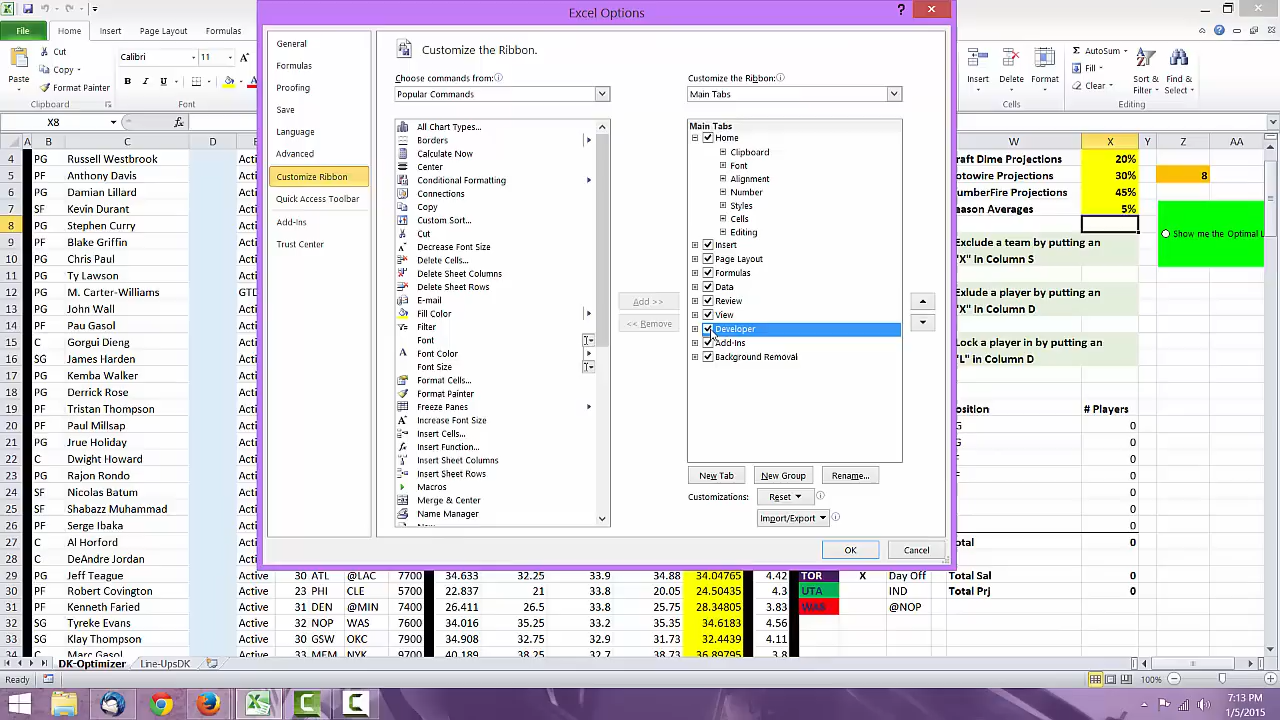 Excel Options
File Home Insert Page Layout Formulas
Cut
Copy
Format Painter
Paste
Clipboard
Calibri 11 A
B I U A
Font
Insert Delete Format
Cells
AutoSum
Fill
Clear
Sort & Filter
Find & Select
Editing
X8
fx
General
Formulas
Proofing
Save
Language
Advanced
Customize Ribbon
Quick Access Toolbar
Add-Ins
Trust Center
Customize the Ribbon.
Choose commands from:
Popular Commands
All Chart Types...
Borders
Calculate Now
Center
Conditional Formatting
Connections
Copy
Custom Sort...
Cut
Decrease Font Size
Delete Cells...
Delete Sheet Columns
Delete Sheet Rows
E-mail
Fill Color
Filter
Font
Font Color
Font Size
Format Cells...
Format Painter
Freeze Panes
Increase Font Size
Insert Cells...
Insert Function...
Insert Sheet Columns
Insert Sheet Rows
Macros
Merge & Center
Name Manager
Add >>
<< Remove
Customize the Ribbon:
Main Tabs
Main Tabs
Home
Clipboard
Font
Alignment
Number
Styles
Cells
Editing
Insert
Page Layout
Formulas
Data
Review
View
Developer
Add-Ins
Background Removal
New Tab New Group Rename...
Customizations: Reset
Import/Export
OK Cancel
A B C D E W X Y Z AA
4 PG Russell Westbrook Acti
5 PF Anthony Davis Acti
6 PG Damian Lillard Acti
7 SF Kevin Durant Acti
8 PG Stephen Curry Acti
9 PF Blake Griffin Acti
10 PG Chris Paul Acti
11 PG Ty Lawson Acti
12 PG M. Carter-Williams GTD
13 PG John Wall Acti
14 PF Pau Gasol Acti
15 C Gorgui Dieng Acti
16 SG James Harden Acti
17 PG Kemba Walker Acti
18 PG Derrick Rose Acti
19 PF Tristan Thompson Acti
20 PF Paul Millsap Acti
21 PG Jrue Holiday Acti
22 C Dwight Howard Acti
23 PG Rajon Rondo Acti
24 SF Nicolas Batum Acti
25 SF Shabazz Muhammad Acti
26 PF Serge Ibaka Acti
27 C Al Horford Acti
28 C DeAndre Jordan Acti
29 PG Jeff Teague Active 30 ATL @LAC 7700 34.633 32.25 33.9 34.88 34.04765 4.42 TOR X Day Off Total Sal 0
30 PF Robert Covington Active 23 PHI CLE 5700 22.837 21 23.8 20.05 24.50435 4.3 UTA IND Total Prj 0
31 PF Kenneth Faried Active 31 DEN @MIN 7400 26.411 26.5 33.8 25.25 28.34805 3.83 WAS @NOP
32 SG Tyreke Evans Active 32 NOP WAS 7600 34.016 32.25 35.35 34.6183 4.56
33 SG Klay Thompson Active 30 GSW OKC 7900 34.908 32.75 32.9 31.73 32.4439 4.11
34 C Marc Gasol Active 33 MEM NYK 9400 40.189 38.25 32.7 38.73 36.89795
raft Dime Projections 20%
otowire Projections 30% 8
umberFire Projections 45%
eason Averages 5%
Show me the Optimal L
Exclude a team by putting an
"X" in Column S
Exlude a player by putting an
"X" in Column D
Lock a player in by putting an
"L" in Column D
osition # Players
G 0
G 0
F 0
F 0
0
0
0
otal 0
DK-Optimizer Line-UpsDK
Ready
100%
7:13 PM
1/5/2015